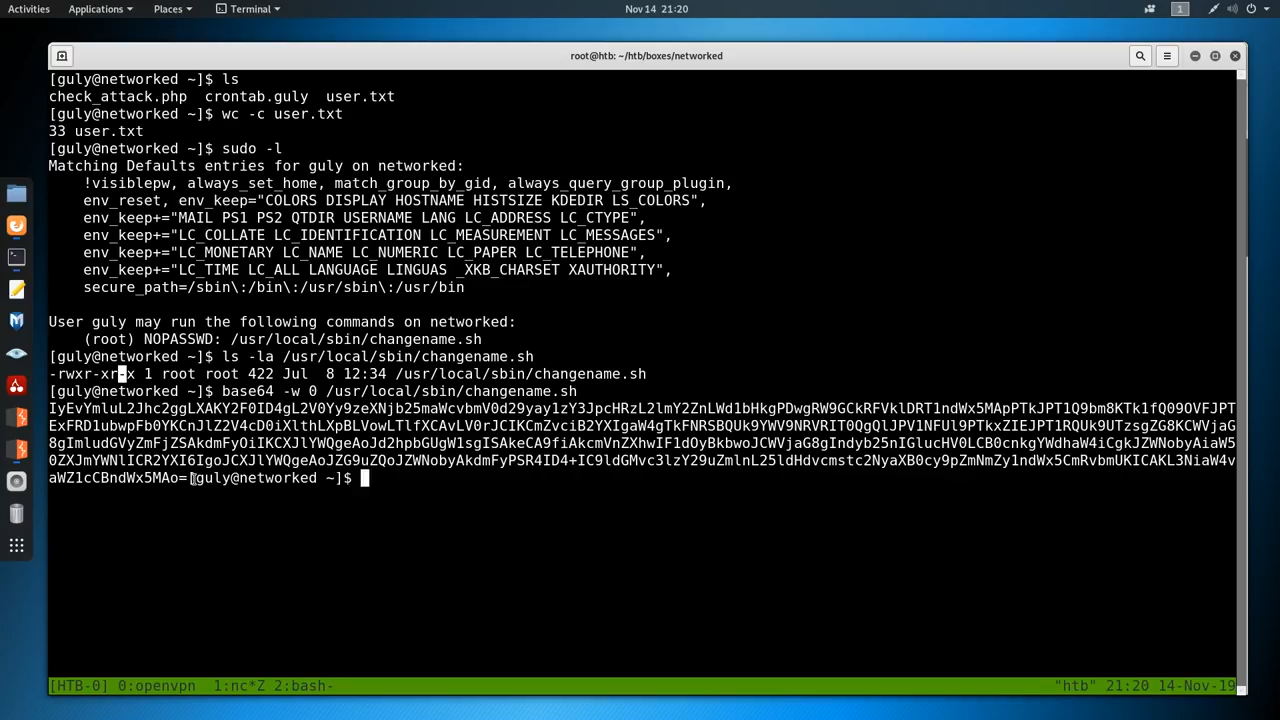 Activities Applications Places Terminal Nov 14 21:20 1
root@htb: ~/htb/boxes/networked
[guly@networked ~]$ ls
check_attack.php  crontab.guly  user.txt
[guly@networked ~]$ wc -c user.txt
33 user.txt
[guly@networked ~]$ sudo -l
Matching Defaults entries for guly on networked:
    !visiblepw, always_set_home, match_group_by_gid, always_query_group_plugin,
    env_reset, env_keep="COLORS DISPLAY HOSTNAME HISTSIZE KDEDIR LS_COLORS",
    env_keep+="MAIL PS1 PS2 QTDIR USERNAME LANG LC_ADDRESS LC_CTYPE",
    env_keep+="LC_COLLATE LC_IDENTIFICATION LC_MEASUREMENT LC_MESSAGES",
    env_keep+="LC_MONETARY LC_NAME LC_NUMERIC LC_PAPER LC_TELEPHONE",
    env_keep+="LC_TIME LC_ALL LANGUAGE LINGUAS _XKB_CHARSET XAUTHORITY",
    secure_path=/sbin\:/bin\:/usr/sbin\:/usr/bin
User guly may run the following commands on networked:
    (root) NOPASSWD: /usr/local/sbin/changename.sh
[guly@networked ~]$ ls -la /usr/local/sbin/changename.sh
-rwxr-xr-x 1 root root 422 Jul  8 12:34 /usr/local/sbin/changename.sh
[guly@networked ~]$ base64 -w 0 /usr/local/sbin/changename.sh
IyEvYmluL2Jhc2ggLXAKY2F0ID4gL2V0Yy9zeXNjb25maWcvbmV0d29yay1zY3JpcHRzL2lmY2ZnLWd1bHkgPDwgRW9GCkRFVklDRT1ndWx5MApPTkJPT1Q9bm8KTk1fQ09OVFJPT
ExFRD1ubwpFb0YKCnJlZ2V4cD0iXlthLXpBLVowLTlfXCAvLV0rJCIKCmZvciB2YXIgaW4gTkFNRSBQUk9YWV9NRVRIT0QgQlJPV1NFUl9PTkxZIEJPT1RQUk9UTzsgZG8KCWVjaG
8gImludGVyZmFjZSAkdmFyOiIKCXJlYWQgeAoJd2hpbGUgW1sgISAkeCA9fiAkcmVnZXhwIF1dOyBkbwoJCWVjaG8gIndyb25nIGlucHV0LCB0cnkgYWdhaW4iCgkJZWNobyAiaW5
0ZXJmYWNlICR2YXI6IgoJCXJlYWQgeAoJZG9uZQoJZWNobyAkdmFyPSR4ID4+IC9ldGMvc3lzY29uZmlnL25ldHdvcmstc2NyaXB0cy9pZmNmZy1ndWx5CmRvbmUKICAKL3NiaW4v
aWZ1cCBndWx5MAo=[guly@networked ~]$
[HTB-0] 0:openvpn  1:nc*Z 2:bash- "htb" 21:20 14-Nov-19